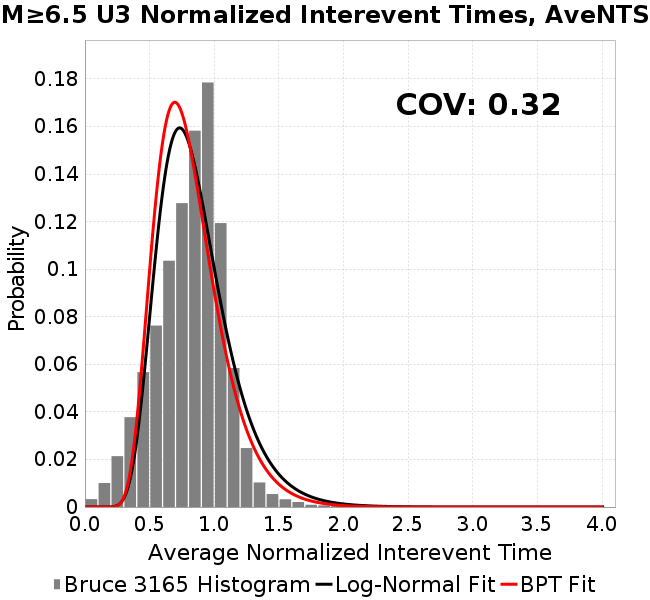 M≥6.5 U3 Normalized Interevent Times, AveNTS
COV: 0.32
Probability
0.18
0.16
0.14
0.12
0.1
0.08
0.06
0.04
0.02
0
0.0 0.5 1.0 1.5 2.0 2.5 3.0 3.5 4.0
Average Normalized Interevent Time
Bruce 3165 Histogram Log-Normal Fit BPT Fit